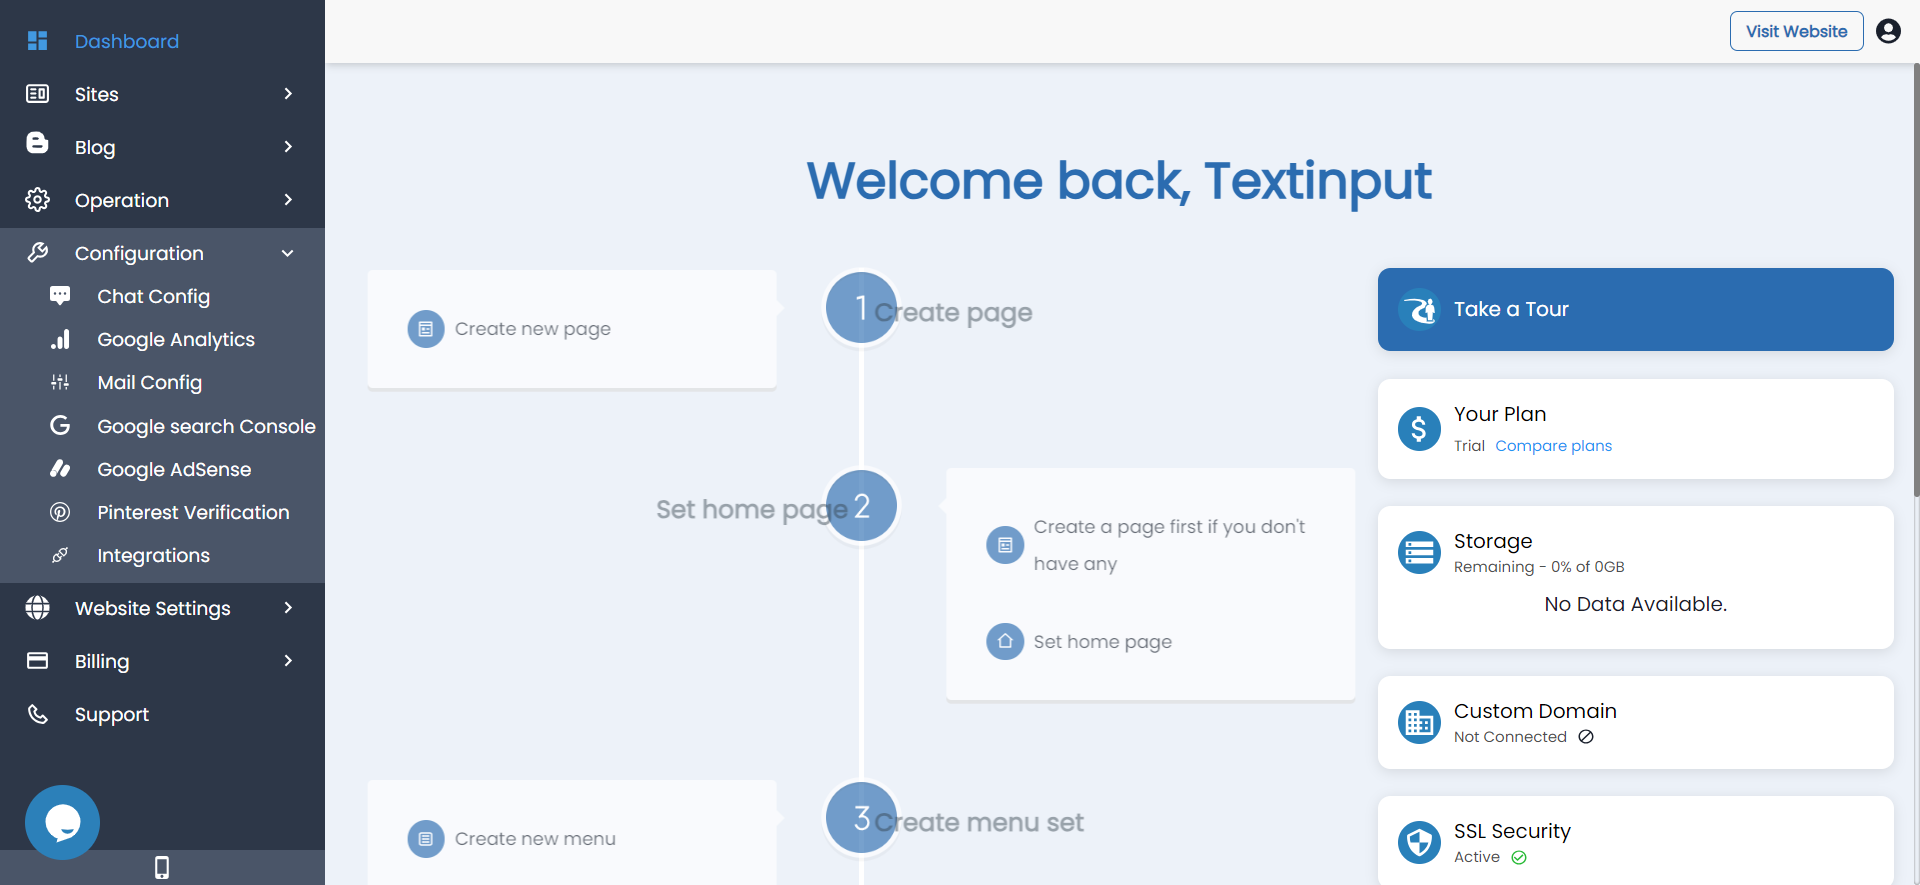 Dashboard
Sites
Blog
Operation
Configuration
Chat Config
Google Analytics
Mail Config
Google search Console
Google AdSense
Pinterest Verification
Integrations
Website Settings
Billing
Support
Visit Website
Welcome back, Textinput
Create new page
1
Create page
Set home page
2
Create a page first if you don't
have any
Set home page
Create new menu
3
Create menu set
Take a Tour
Your Plan
Trial Compare plans
Storage
Remaining - 0% of 0GB
No Data Available.
Custom Domain
Not Connected
SSL Security
Active